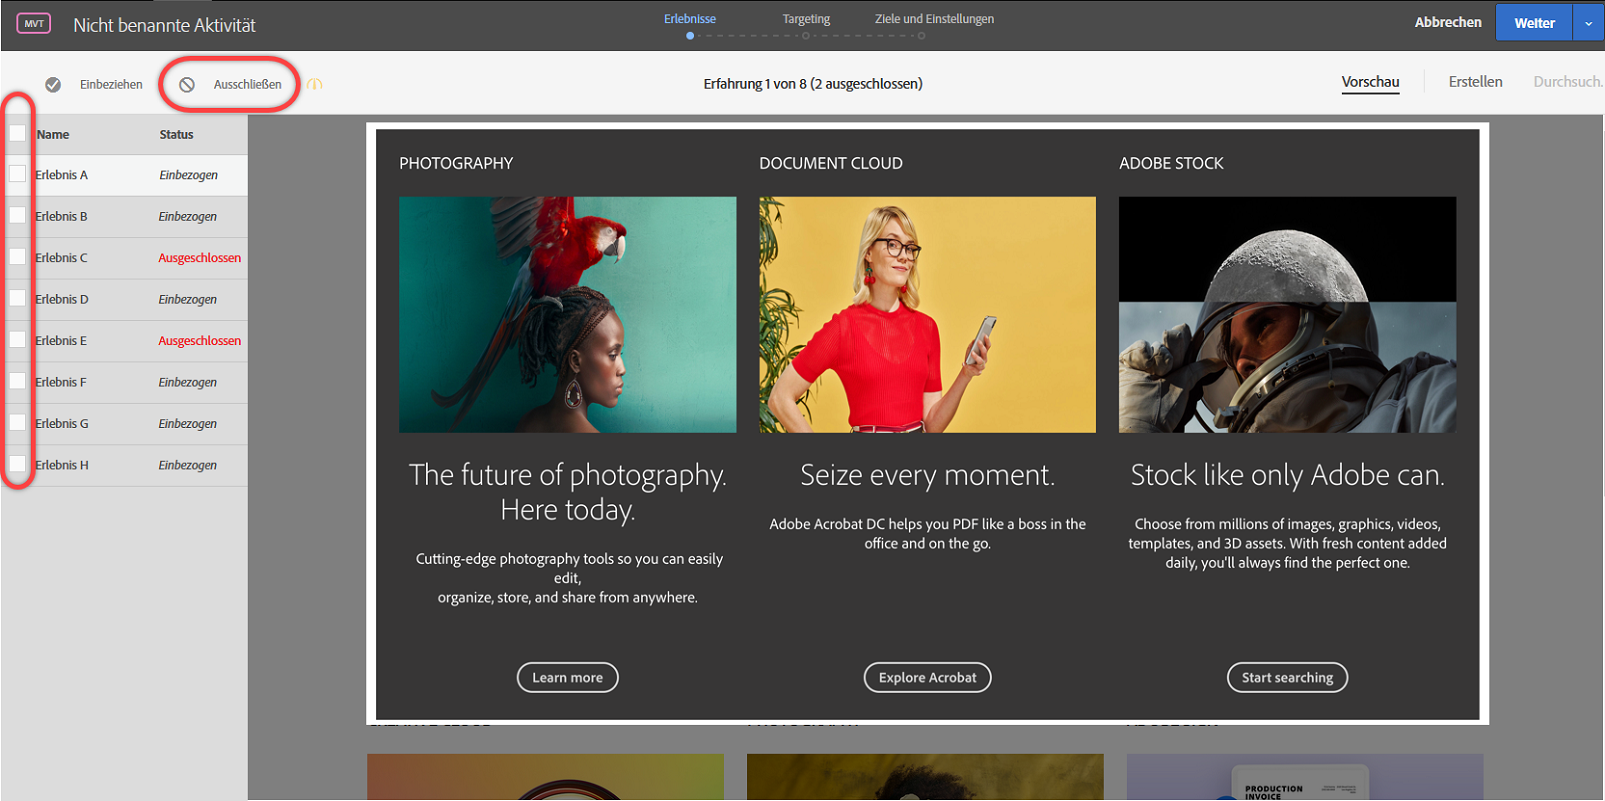 MVT
Nicht benannte Aktivität
Erlebnisse
Targeting
Ziele und Einstellungen
Abbrechen
Weiter
Einbeziehen
Ausschließen
Erfahrung 1 von 8 (2 ausgeschlossen)
Vorschau
Erstellen
Durchsuch.
Name Status
Erlebnis A Einbezogen
Erlebnis B Einbezogen
Erlebnis C Ausgeschlossen
Erlebnis D Einbezogen
Erlebnis E Ausgeschlossen
Erlebnis F Einbezogen
Erlebnis G Einbezogen
Erlebnis H Einbezogen
PHOTOGRAPHY
The future of photography.
Here today.
Cutting-edge photography tools so you can easily
edit,
organize, store, and share from anywhere.
Learn more
DOCUMENT CLOUD
Seize every moment.
Adobe Acrobat DC helps you PDF like a boss in the
office and on the go.
Explore Acrobat
ADOBE STOCK
Stock like only Adobe can.
Choose from millions of images, graphics, videos,
templates, and 3D assets. With fresh content added
daily, you'll always find the perfect one.
Start searching
PRODUCTION
INVOICE